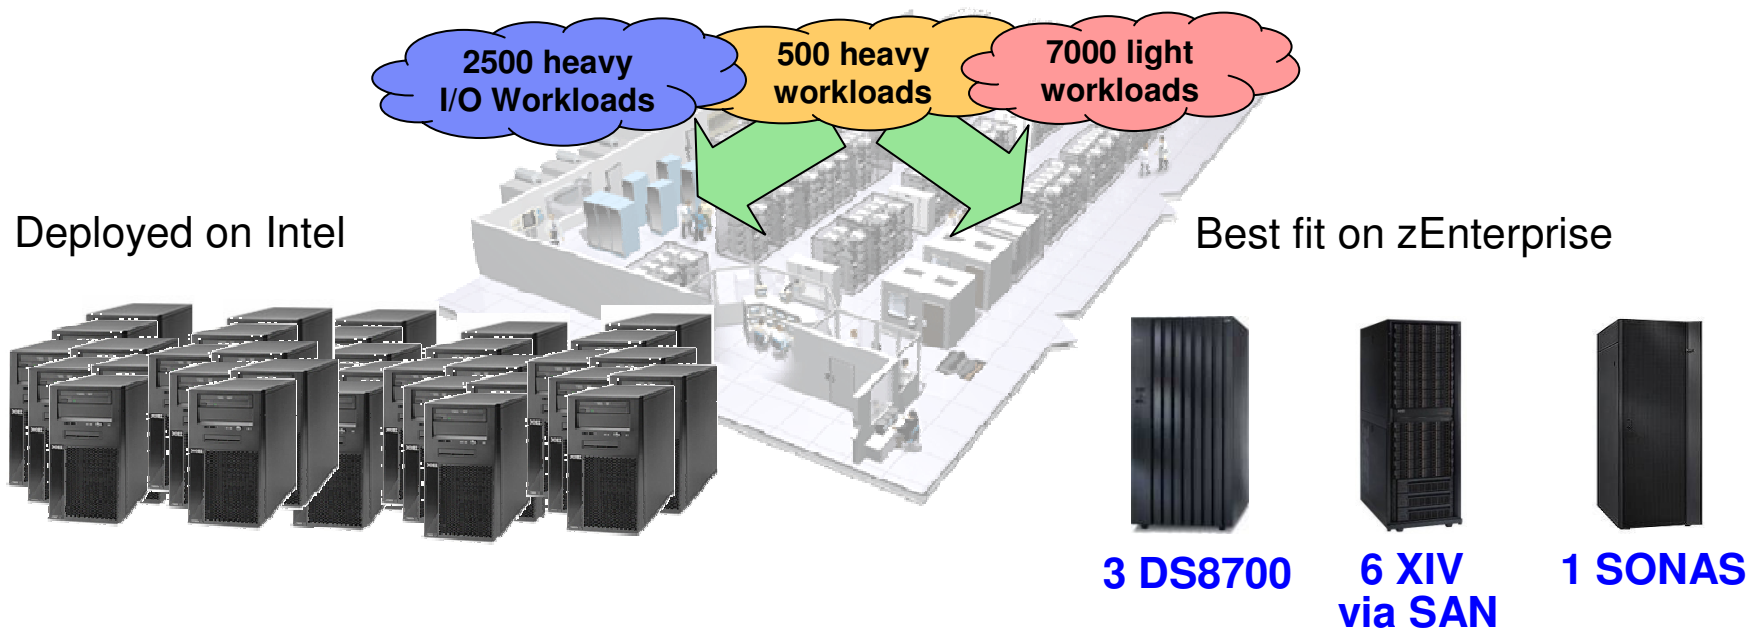 2500 heavy
I/O Workloads
500 heavy
workloads
7000 light
workloads
Deployed on Intel
Best fit on zEnterprise
3 DS8700
6 XIV
via SAN
1 SONAS